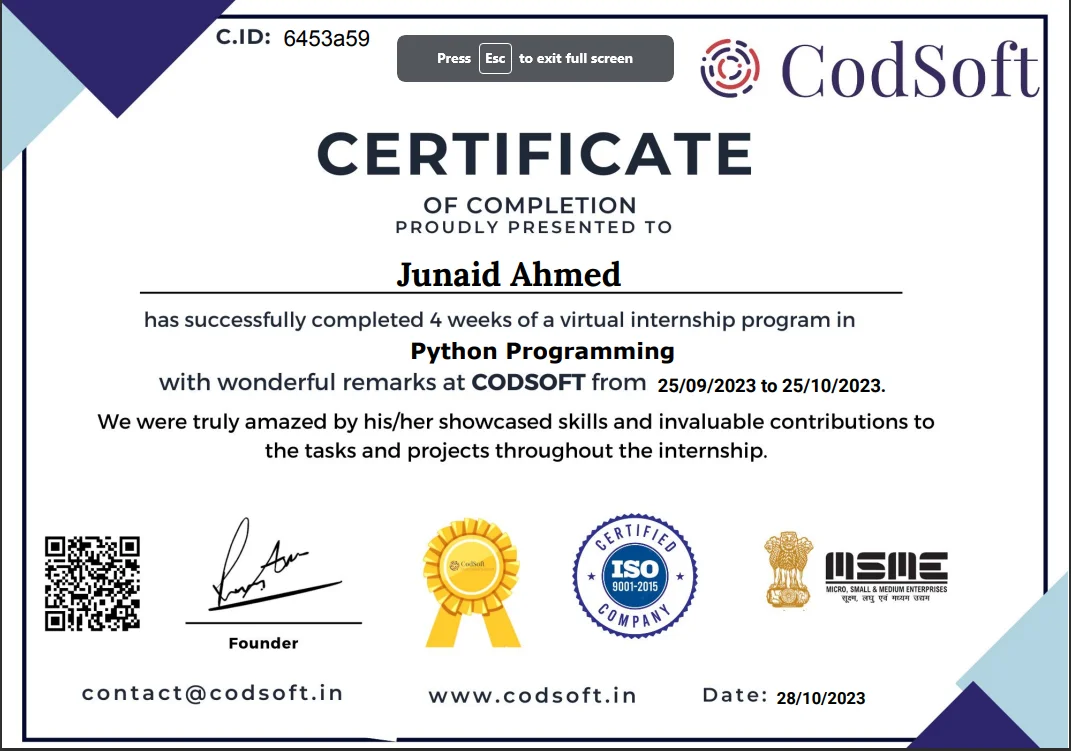 C.ID: 6453a59
Press Esc to exit full screen
CodSoft
CERTIFICATE
OF COMPLETION
PROUDLY PRESENTED TO
Junaid Ahmed
has successfully completed 4 weeks of a virtual internship program in
Python Programming
with wonderful remarks at CODSOFT from 25/09/2023 to 25/10/2023.
We were truly amazed by his/her showcased skills and invaluable contributions to
the tasks and projects throughout the internship.
Founder
CodSoft
CERTIFIED
ISO
9001-2015
COMPANY
MSME
MICRO, SMALL & MEDIUM ENTERPRISES
सूक्ष्म, लघु एवं मध्यम उद्यम
contact@codsoft.in
www.codsoft.in
Date: 28/10/2023